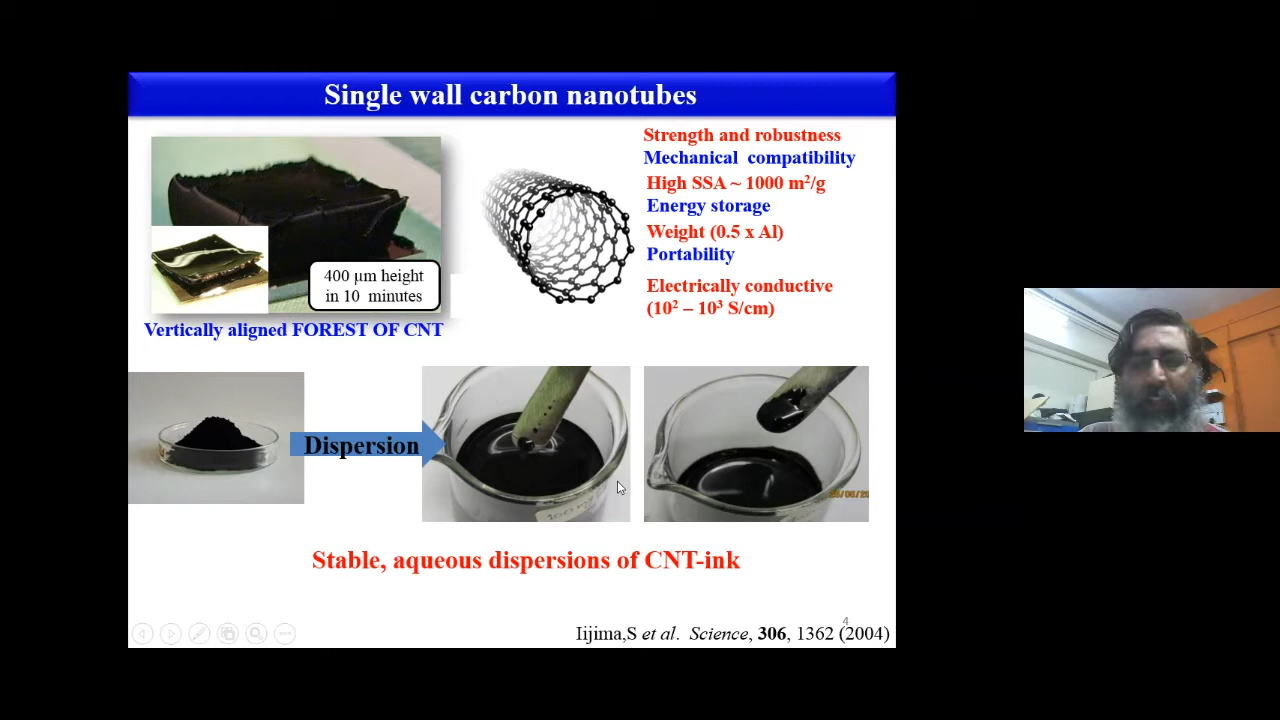 Single wall carbon nanotubes
400 μm height
in 10 minutes
Vertically aligned FOREST OF CNT
Strength and robustness
Mechanical compatibility
High SSA ~ 1000 m²/g
Energy storage
Weight (0.5 x Al)
Portability
Electrically conductive
(10² – 10³ S/cm)
Dispersion
Stable, aqueous dispersions of CNT-ink
4
Iijima,S et al. Science, 306, 1362 (2004)